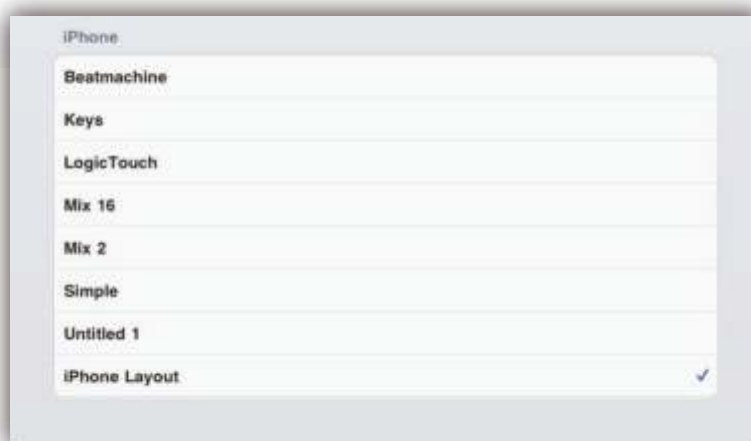 iPhone
Beatmachine
Keys
LogicTouch
Mix 16
Mix 2
Simple
Untitled 1
iPhone Layout